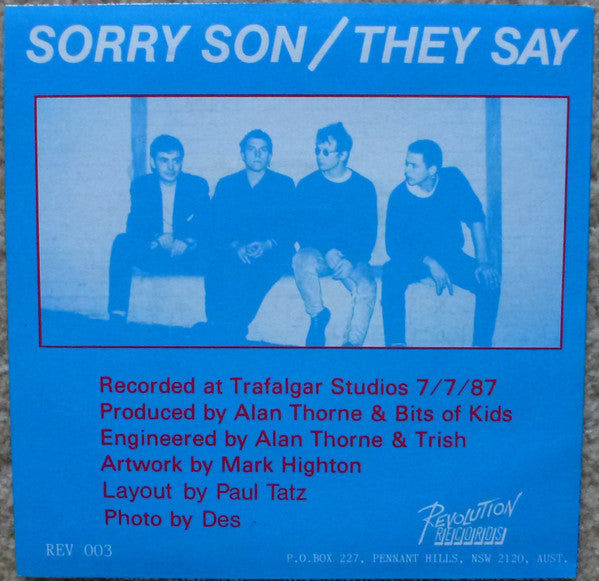 SORRY SON/THEY SAY
Recorded at Trafalgar Studios 7/7/87
Produced by Alan Thorne & Bits of Kids
Engineered by Alan Thorne & Trish
Artwork by Mark Highton
Layout by Paul Tatz
Photo by Des
REVOLUTION
RECORDS
REV 003
P.O.BOX 227, PENNANT HILLS, NSW 2120, AUST.